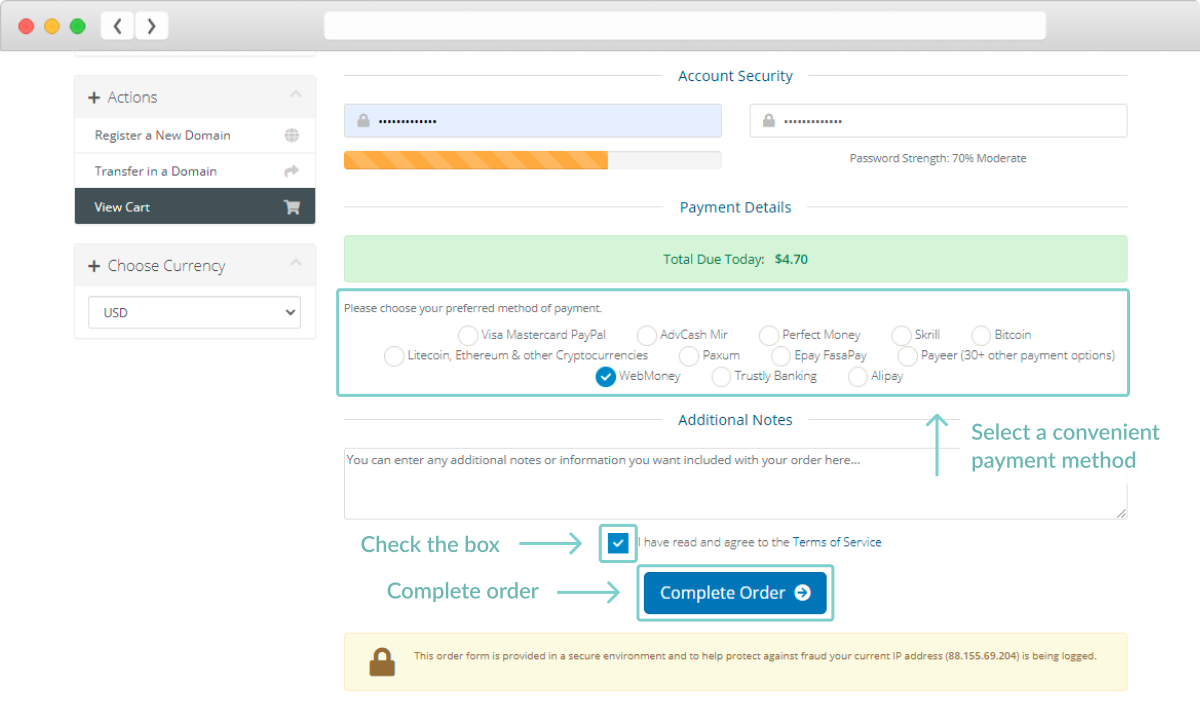 Actions
Register a New Domain
Transfer in a Domain
View Cart
Choose Currency
USD
Account Security
Password Strength: 70% Moderate
Payment Details
Total Due Today: $4.70
Please choose your preferred method of payment.
Visa Mastercard PayPal AdvCash Mir Perfect Money Skrill Bitcoin
Litecoin, Ethereum & other Cryptocurrencies Paxum Epay FasaPay Payeer (30+ other payment options)
WebMoney Trustly Banking Alipay
Select a convenient
payment method
Additional Notes
You can enter any additional notes or information you want included with your order here...
Check the box
I have read and agree to the Terms of Service
Complete order
Complete Order
This order form is provided in a secure environment and to help protect against fraud your current IP address (88.155.69.204) is being logged.